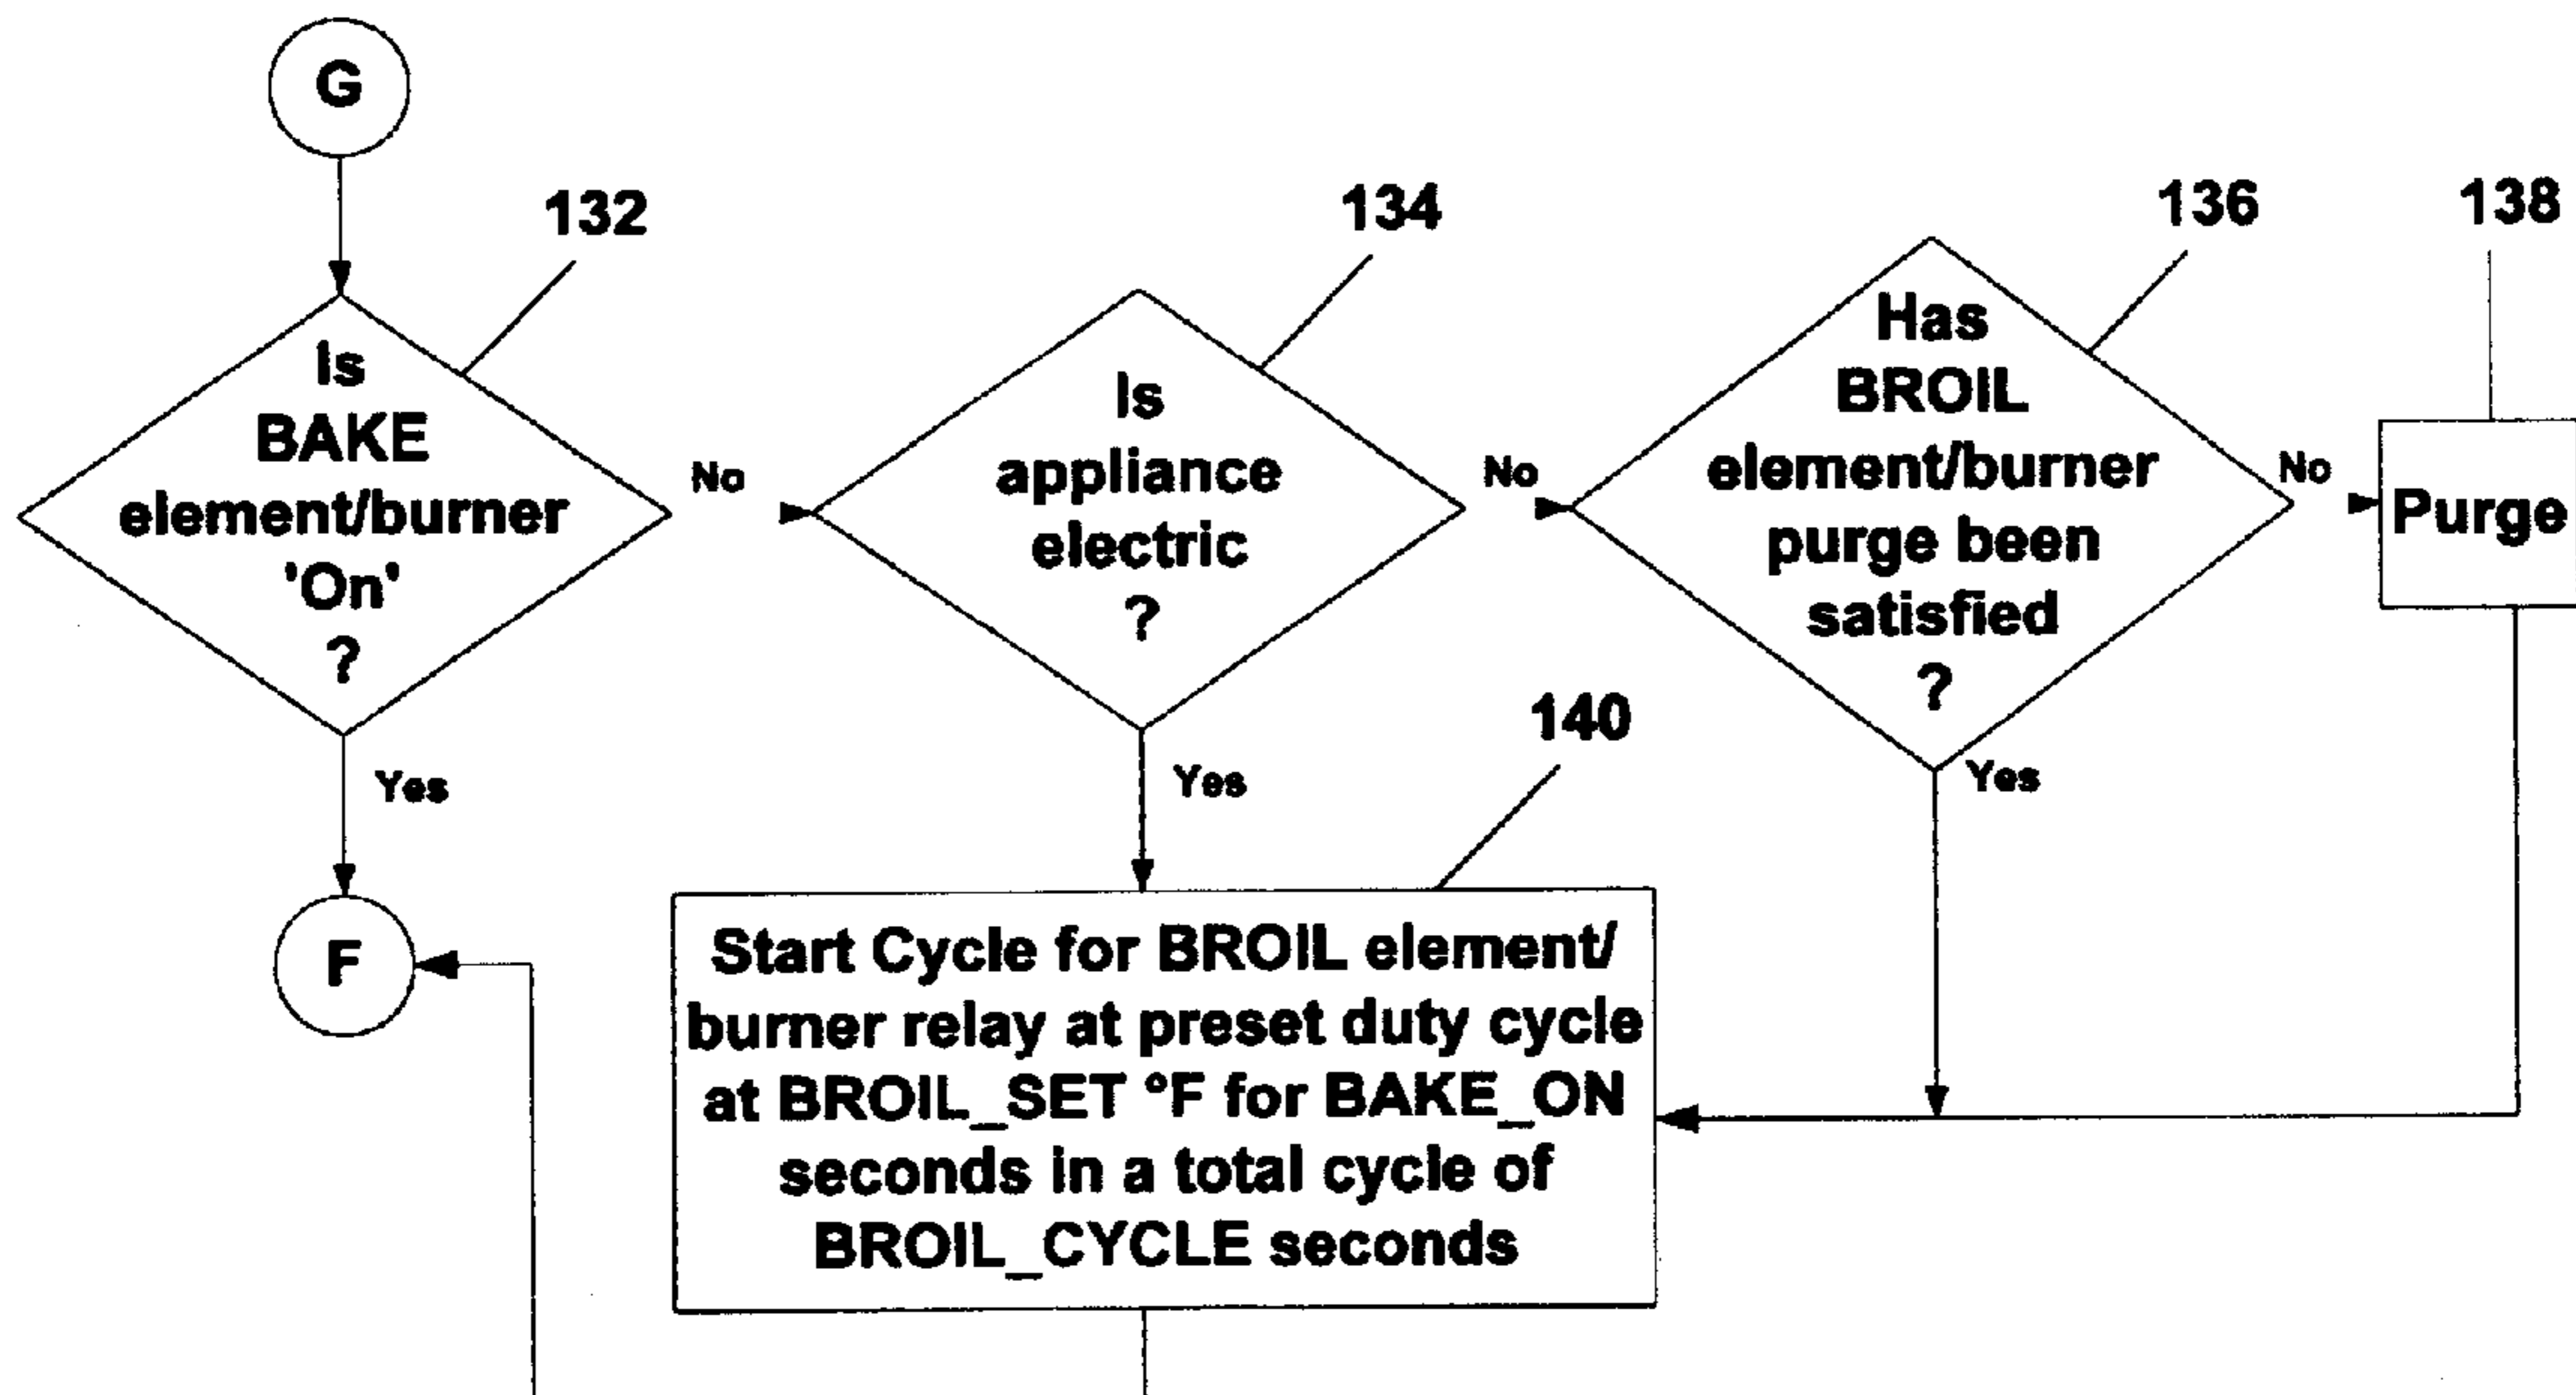 G
132
134
136
138
Is
BAKE
element/burner
'On'
?
No
Is
appliance
electric
?
No
Has
BROIL
element/burner
purge been
satisfied
?
No
Purge
Yes
Yes
Yes
140
F
Start Cycle for BROIL element/
burner relay at preset duty cycle
at BROIL_SET °F for BAKE_ON
seconds in a total cycle of
BROIL_CYCLE seconds